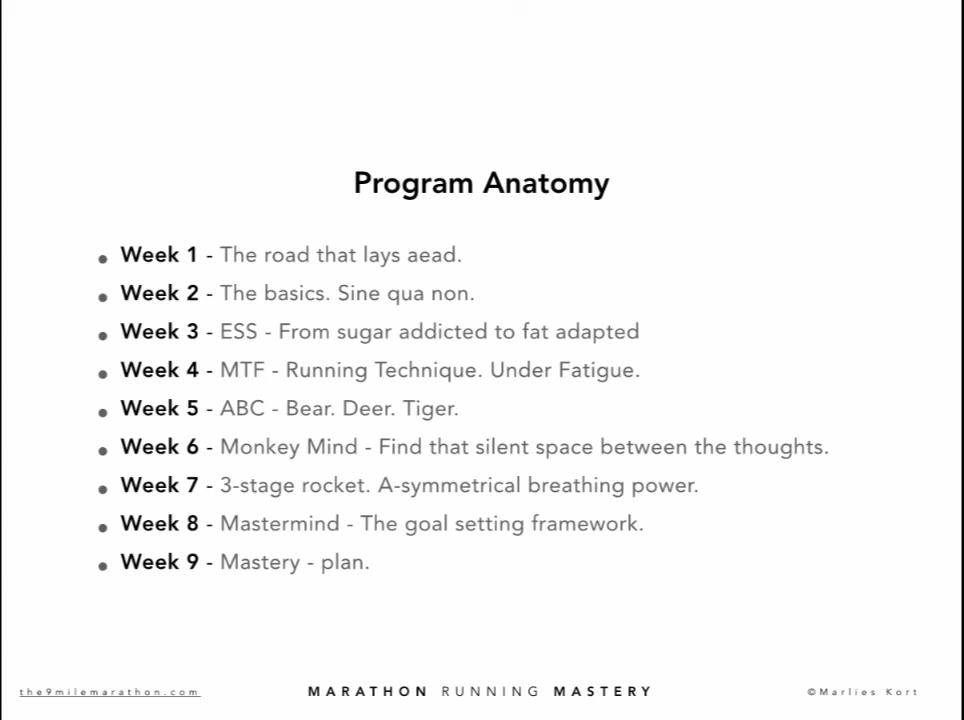 Program Anatomy
• Week 1 - The road that lays aead.
• Week 2 - The basics. Sine qua non.
• Week 3 - ESS - From sugar addicted to fat adapted
• Week 4 - MTF - Running Technique. Under Fatigue.
• Week 5 - ABC - Bear. Deer. Tiger.
• Week 6 - Monkey Mind - Find that silent space between the thoughts.
• Week 7 - 3-stage rocket. A-symmetrical breathing power.
• Week 8 - Mastermind - The goal setting framework.
• Week 9 - Mastery - plan.
the9milemarathon.com MARATHON RUNNING MASTERY ©Marlies Kort